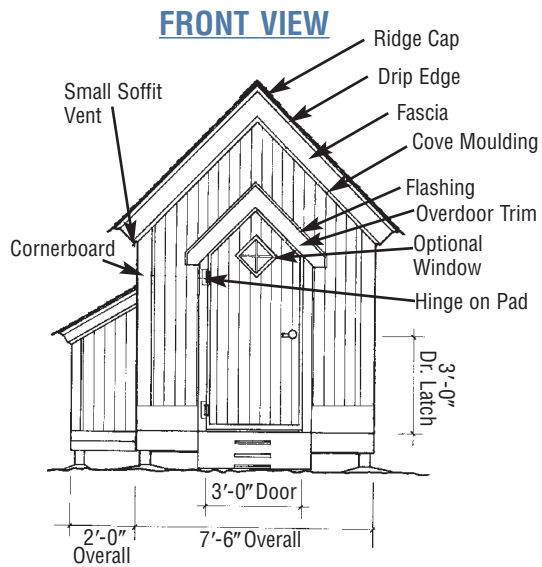 FRONT VIEW
Ridge Cap
Drip Edge
Small Soffit
Vent
Fascia
Cove Moulding
Flashing
Overdoor Trim
Cornerboard
Optional
Window
Hinge on Pad
3′-0″
Dr. Latch
3′-0″ Door
2′-0″
Overall
7′-6″ Overall